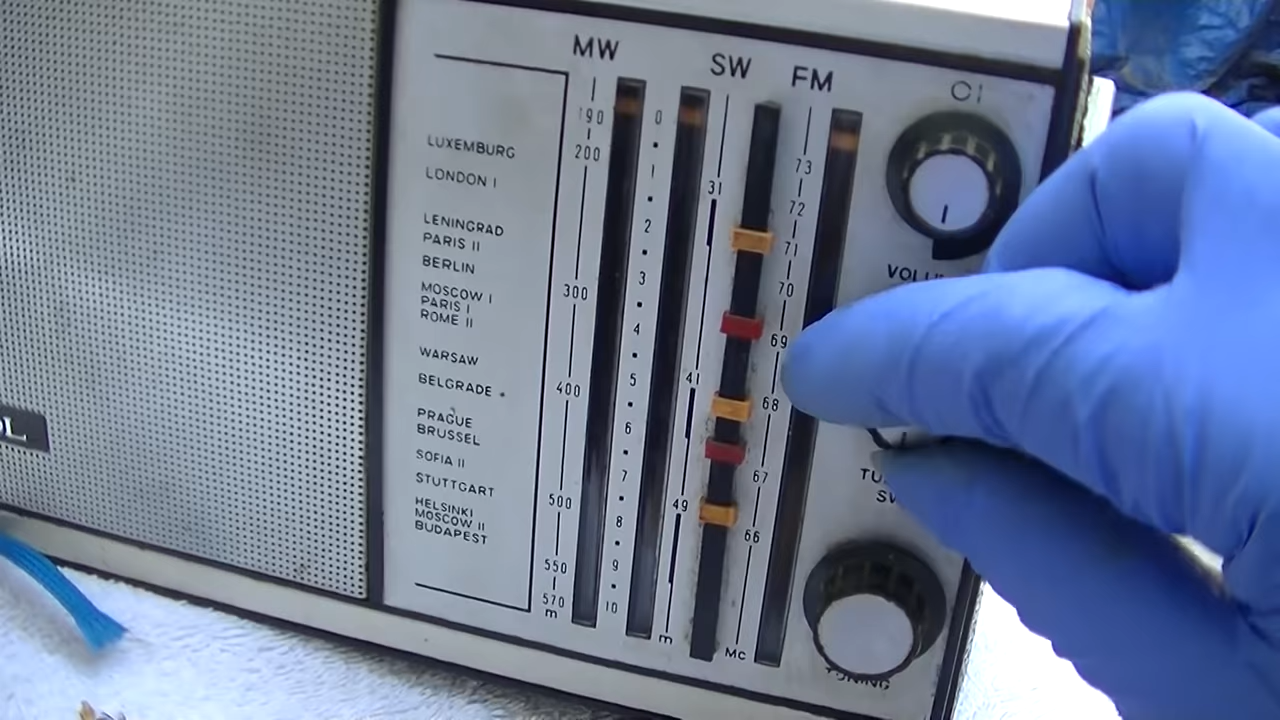 MW
SW
FM
LUXEMBURG
LONDON I
LENINGRAD
PARIS II
BERLIN
MOSCOW I
PARIS I
ROME II
WARSAW
BELGRADE
PRAGUE
BRUSSEL
SOFIA II
STUTTGART
HELSINKI
MOSCOW II
BUDAPEST
190
200
300
400
500
550
570
m
0
1
2
3
4
5
6
7
8
9
10
31
41
49
m
73
72
71
70
69
68
67
66
Mc
SW
TUNING